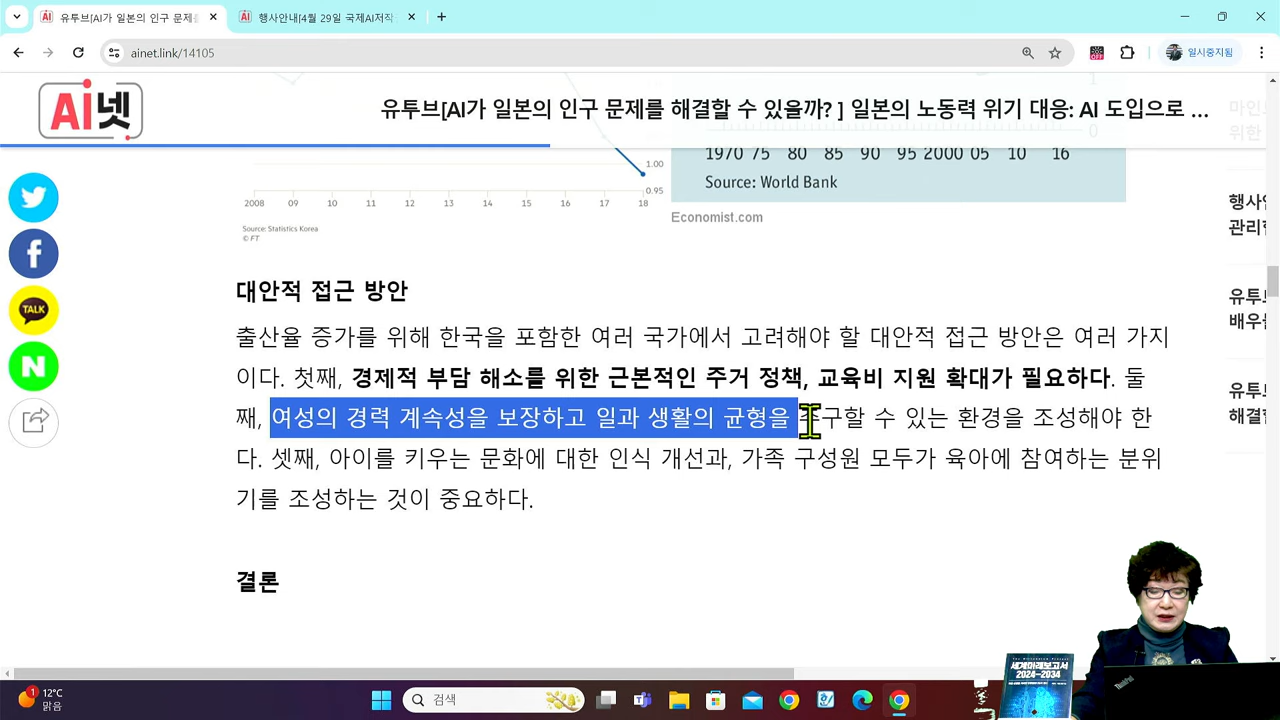 유투브[AI가 일본의 인구 문제를
행사안내[4월 29일 국제AI저작
ainet.link/14105
OFF
일시중지됨
Ai넷
유투브[AI가 일본의 인구 문제를 해결할 수 있을까? ] 일본의 노동력 위기 대응: AI 도입으로 ...
1
0
1.00
0.95
2008 09 10 11 12 13 14 15 16 17 18
Source: Statistics Korea
© FT
1970 75 80 85 90 95 2000 05 10 16
Source: World Bank
Economist.com
위한
행사안
관리할
유투브
배우
유투브
해결할
TALK
N
대안적 접근 방안
출산율 증가를 위해 한국을 포함한 여러 국가에서 고려해야 할 대안적 접근 방안은 여러 가지
이다. 첫째, 경제적 부담 해소를 위한 근본적인 주거 정책, 교육비 지원 확대가 필요하다. 둘
째, 여성의 경력 계속성을 보장하고 일과 생활의 균형을 추구할 수 있는 환경을 조성해야 한
다. 셋째, 아이를 키우는 문화에 대한 인식 개선과, 가족 구성원 모두가 육아에 참여하는 분위
기를 조성하는 것이 중요하다.
결론
세계미래보고서
2024-2034
ThinkPad
1
12°C
맑음
검색